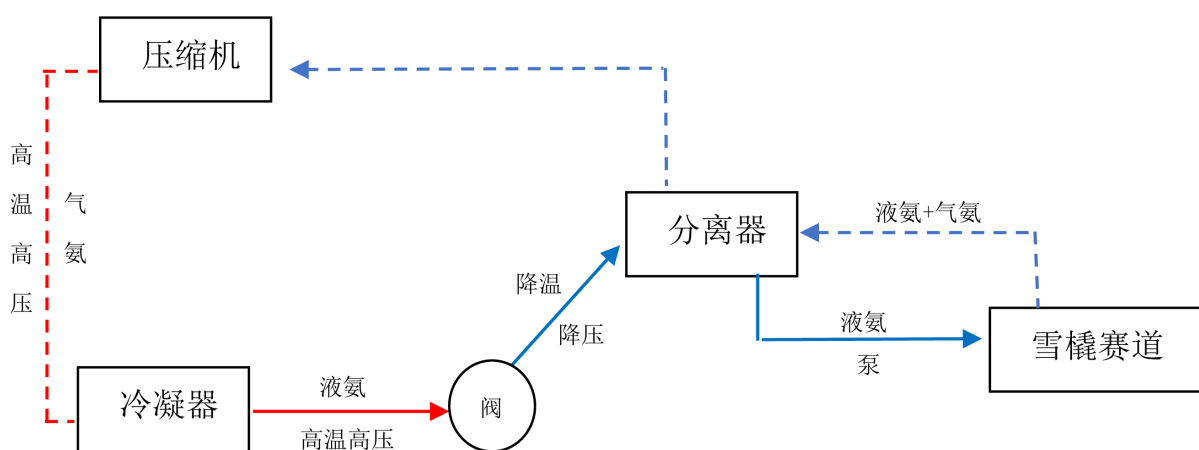 压缩机
高温高压
气氨
分离器
液氨+气氨
降温
降压
液氨
泵
雪橇赛道
冷凝器
液氨
高温高压
阀